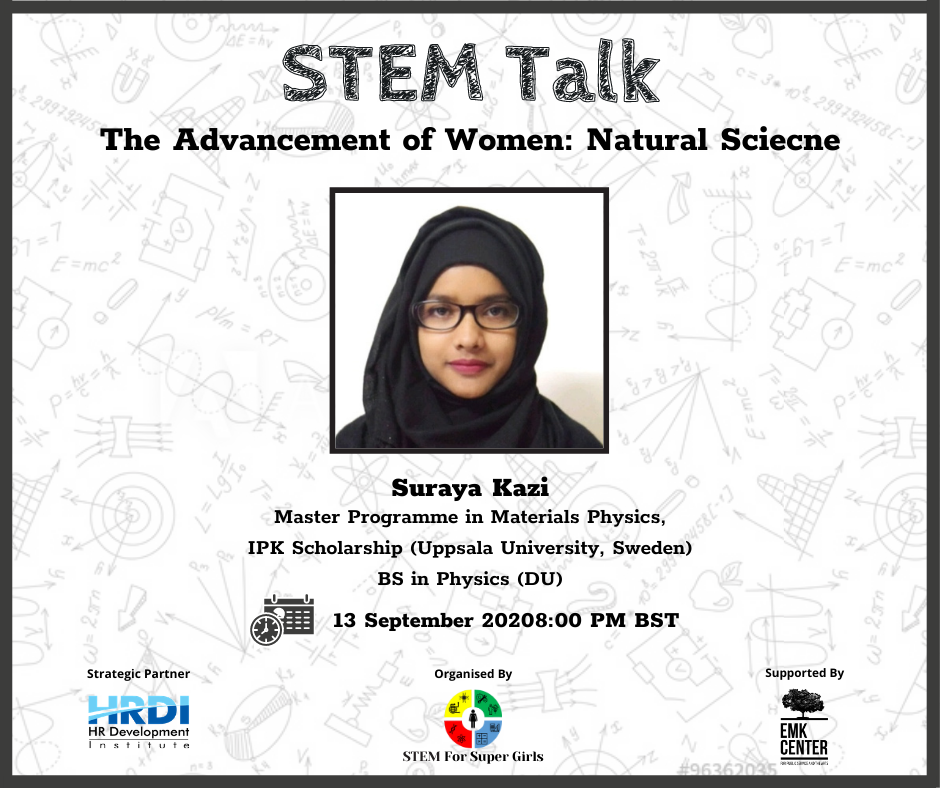 STEM Talk
The Advancement of Women: Natural Sciecne
Suraya Kazi
Master Programme in Materials Physics,
IPK Scholarship (Uppsala University, Sweden)
BS in Physics (DU)
13 September 20208:00 PM BST
Strategic Partner
HRDI
HR Development
Institute
Organised By
STEM For Super Girls
Supported By
EMK
CENTER
#96362035